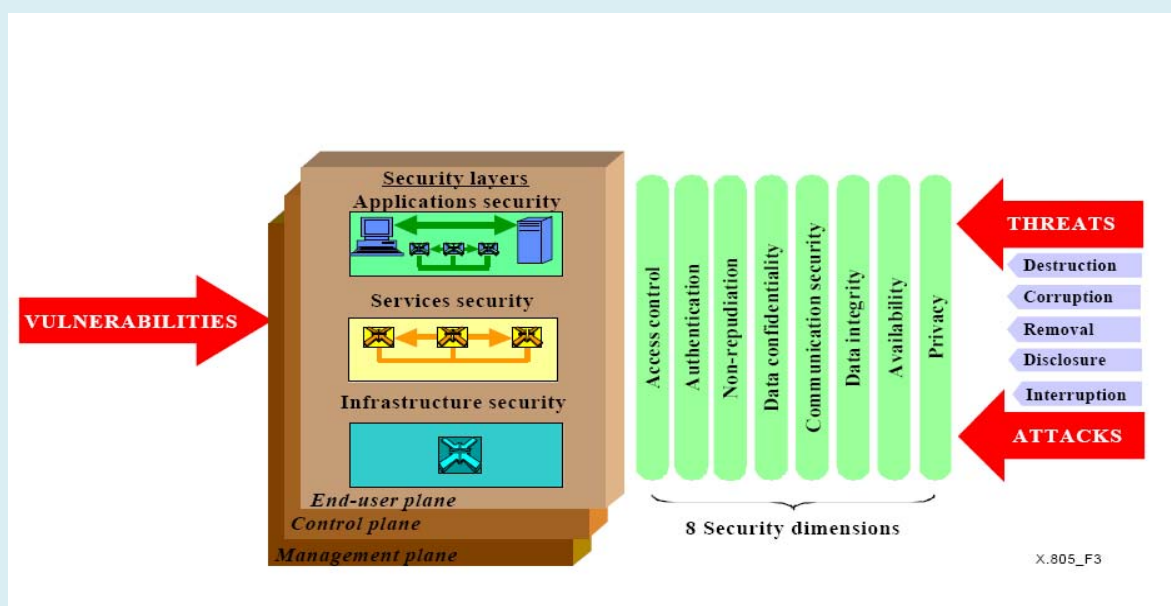 Security layers
Applications security
Services security
VULNERABILITIES
Infrastructure security
End-user plane
Control plane
Management plane
Access control
Authentication
Non-repudiation
Data confidentiality
Communication security
Data integrity
Availability
Privacy
8 Security dimensions
THREATS
Destruction
Corruption
Removal
Disclosure
Interruption
ATTACKS
X.805_F3